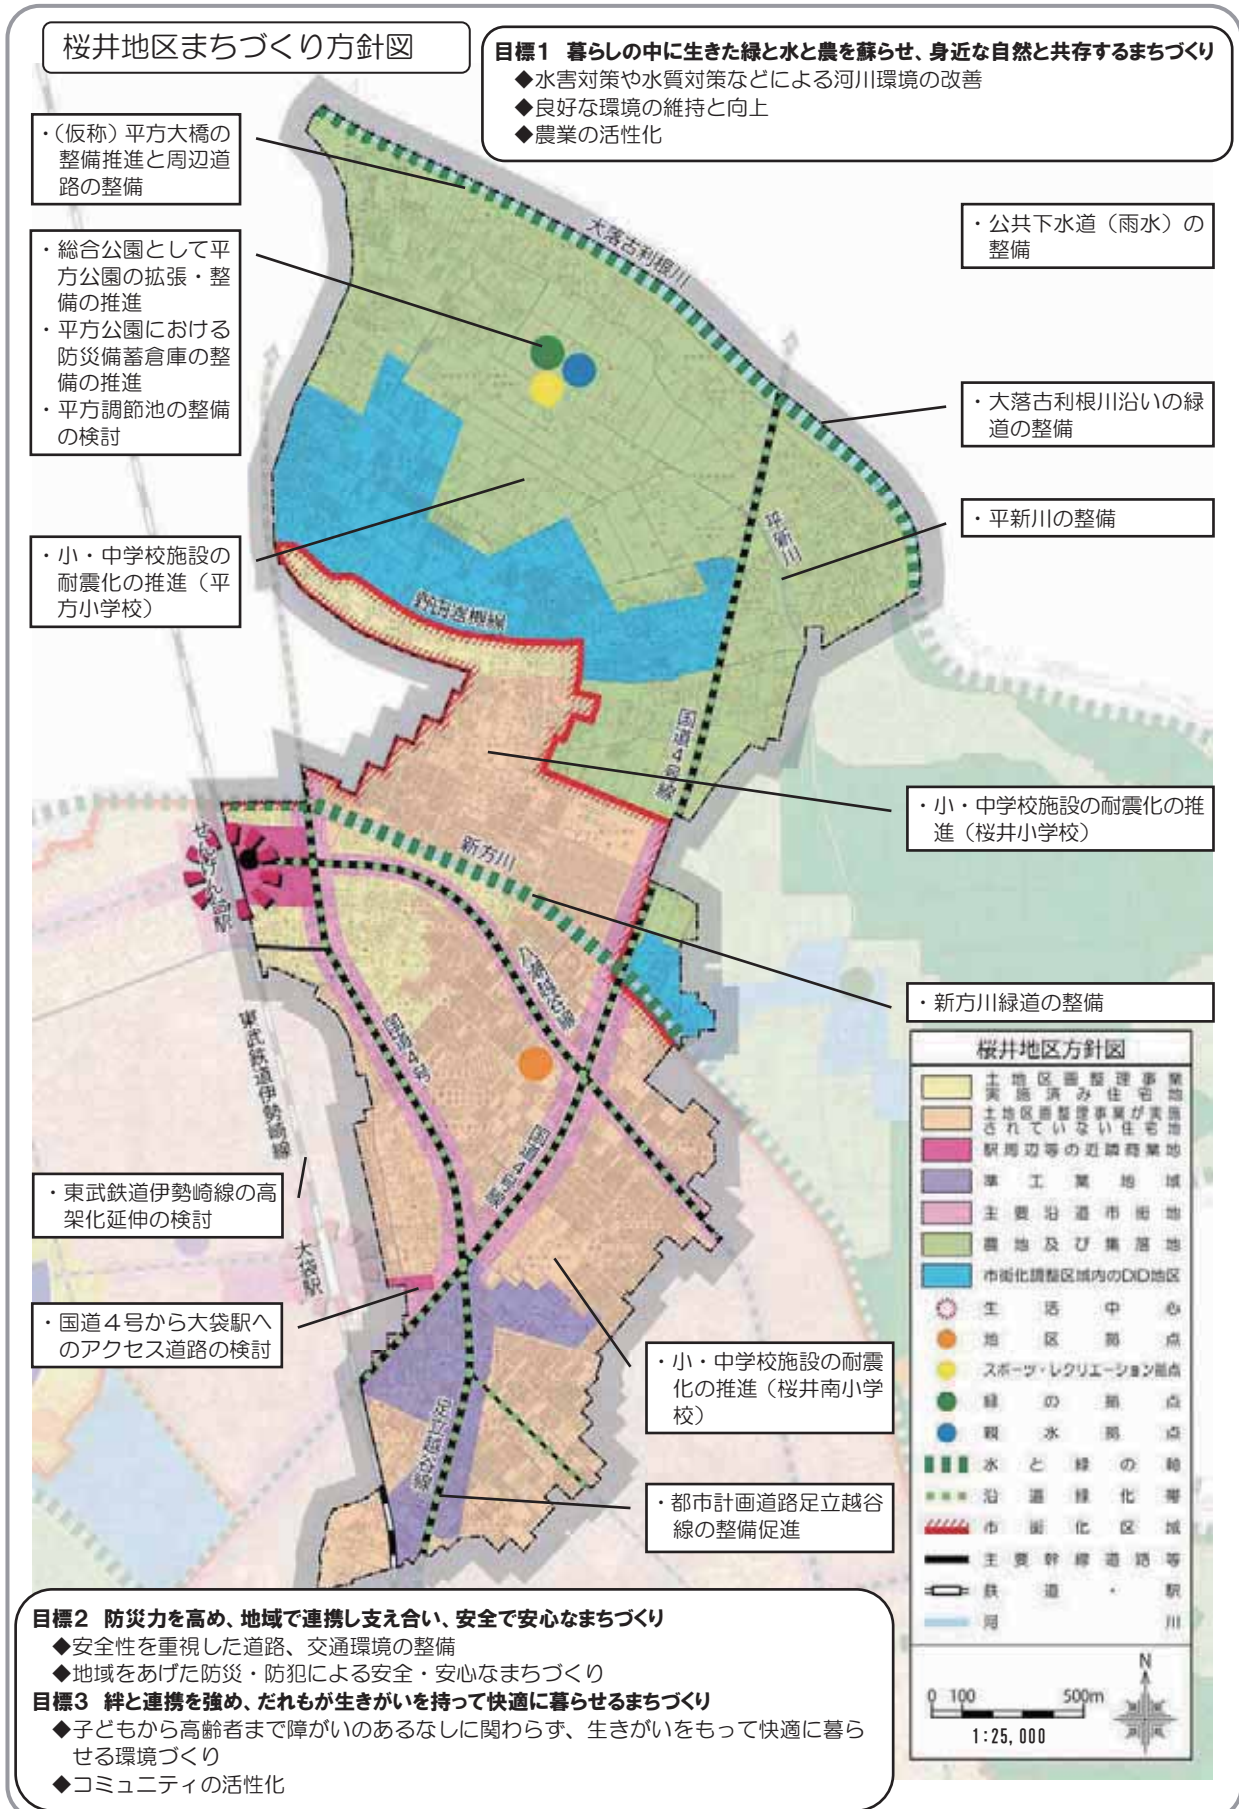 桜井地区まちづくり方針図
目標1 暮らしの中に生きた緑と水と農を蘇らせ、身近な自然と共存するまちづくり
◆水害対策や水質対策などによる河川環境の改善
◆良好な環境の維持と向上
◆農業の活性化
・(仮称)平方大橋の
整備推進と周辺道
路の整備
・総合公園として平
方公園の拡張・整
備の推進
・平方公園における
防災備蓄倉庫の整
備の推進
・平方調節池の整備
の検討
・小・中学校施設の
耐震化の推進(平
方小学校)
・公共下水道(雨水)の
整備
・大落古利根川沿いの緑
道の整備
・平新川の整備
・小・中学校施設の耐震化の推
進(桜井小学校)
・新方川緑道の整備
大落古利根川
平新川
国道4号線
新方川
せんげん台駅
国道4号
東武鉄道伊勢崎線
大袋駅
・東武鉄道伊勢崎線の高
架化延伸の検討
・国道4号から大袋駅へ
のアクセス道路の検討
・小・中学校施設の耐震
化の推進(桜井南小学
校)
・都市計画道路足立越谷
線の整備促進
足立越谷線
桜井地区方針図
土地区画整理事業
実施済み住宅地
土地区画整理事業が実施
されていない住宅地
駅周辺等の近隣商業地
準工業地域
主要沿道市街地
農地及び集落地
市街化調整区域内のDID地区
生活中心
地区拠点
スポーツ・レクリエーション拠点
緑の拠点
親水拠点
水と緑の軸
沿道緑化帯
市街化区域
主要幹線道路等
鉄道・駅
河川
N
0 100 500m
1:25,000
目標2 防災力を高め、地域で連携し支え合い、安全で安心なまちづくり
◆安全性を重視した道路、交通環境の整備
◆地域をあげた防災・防犯による安全・安心なまちづくり
目標3 絆と連携を強め、だれもが生きがいを持って快適に暮らせるまちづくり
◆子どもから高齢者まで障がいのあるなしに関わらず、生きがいをもって快適に暮ら
せる環境づくり
◆コミュニティの活性化